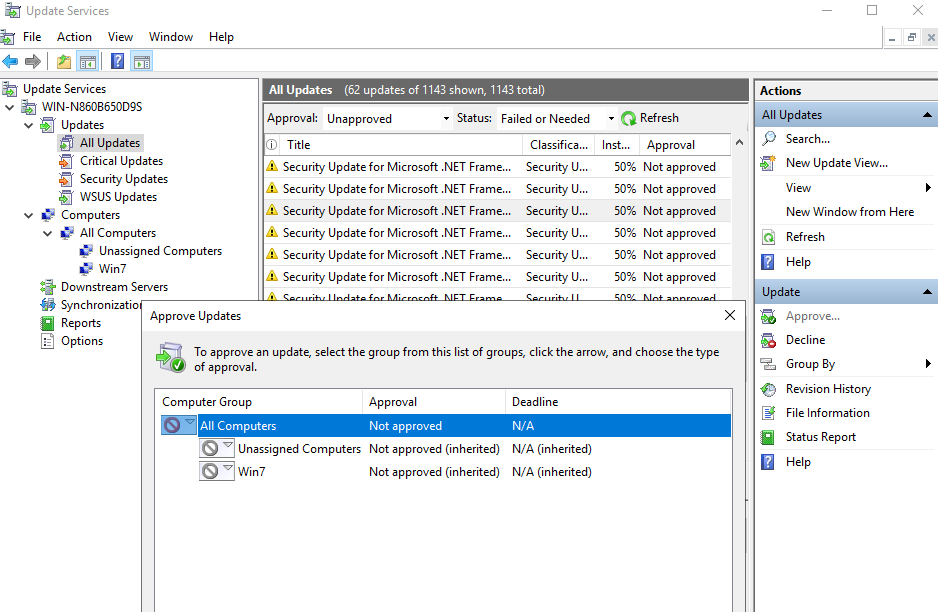 Update Services
File Action View Window Help
Update Services
WIN-N860B650D9S
Updates
All Updates
Critical Updates
Security Updates
WSUS Updates
Computers
All Computers
Unassigned Computers
Win7
Downstream Servers
Synchronization
Reports
Options
All Updates (62 updates of 1143 shown, 1143 total)
Approval: Unapproved Status: Failed or Needed Refresh
Title Classifica... Inst... Approval
Security Update for Microsoft .NET Frame... Security U... 50% Not approved
Security Update for Microsoft .NET Frame... Security U... 50% Not approved
Security Update for Microsoft .NET Frame... Security U... 50% Not approved
Security Update for Microsoft .NET Frame... Security U... 50% Not approved
Security Update for Microsoft .NET Frame... Security U... 50% Not approved
Security Update for Microsoft .NET Frame... Security U... 50% Not approved
Security Update for Microsoft .NET Frame... Security U... 50% Not approved
Approve Updates
To approve an update, select the group from this list of groups, click the arrow, and choose the type
of approval.
Computer Group Approval Deadline
All Computers Not approved N/A
Unassigned Computers Not approved (inherited) N/A (inherited)
Win7 Not approved (inherited) N/A (inherited)
Actions
All Updates
Search...
New Update View...
View
New Window from Here
Refresh
Help
Update
Approve...
Decline
Group By
Revision History
File Information
Status Report
Help